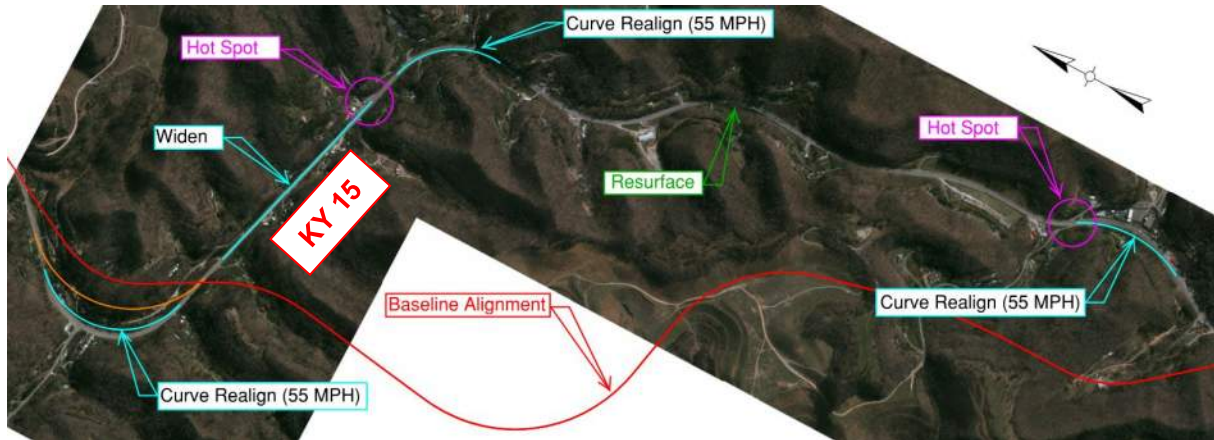 Curve Realign (55 MPH)
Hot Spot
Widen
Hot Spot
Resurface
KY 15
Baseline Alignment
Curve Realign (55 MPH)
Curve Realign (55 MPH)